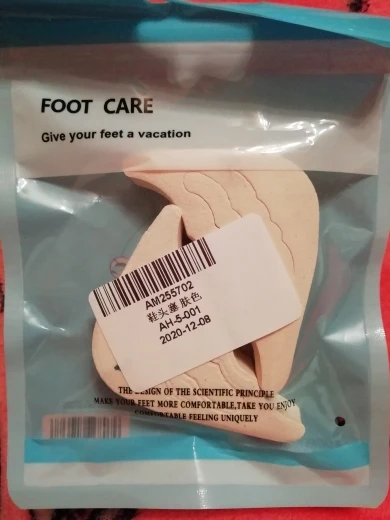 FOOT CARE
Give your feet a vacation
AM255702
鞋头塞 肤色
AH-5-001
2020-12-08
THE DESIGN OF THE SCIENTIFIC PRINCIPLE
MAKE YOUR FEET MORE COMFORTABLE,TAKE YOU ENJOY
COMFORTABLE FEELING UNIQUELY